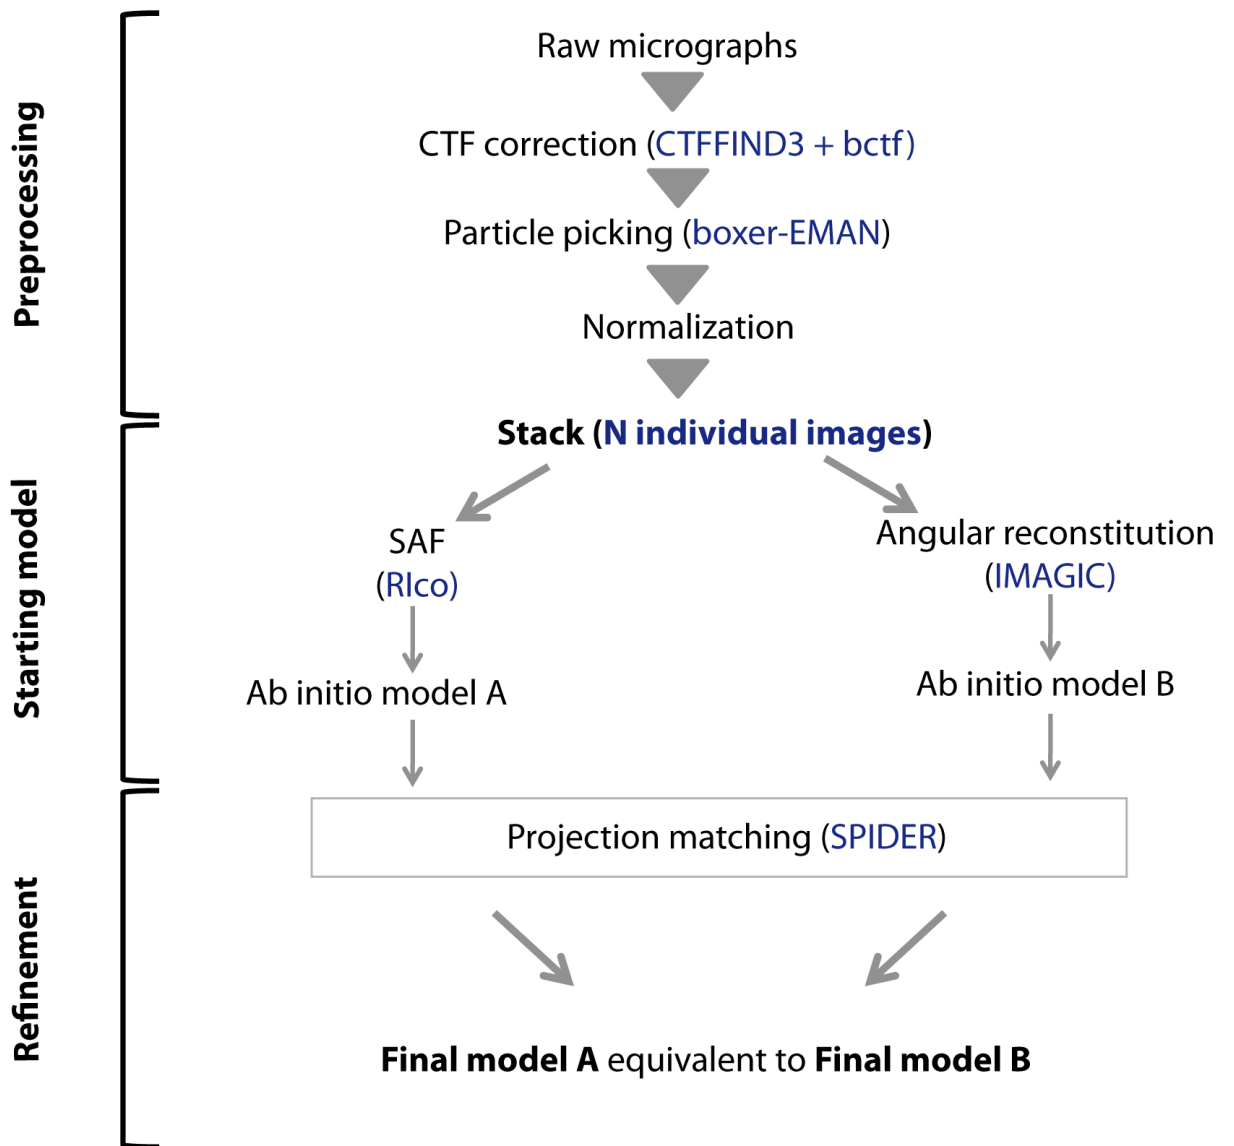 Preprocessing
Raw micrographs
CTF correction (CTFFIND3 + bctf)
Particle picking (boxer-EMAN)
Normalization
Starting model
Stack (N individual images)
SAF
(RIco)
Angular reconstitution
(IMAGIC)
Ab initio model A
Ab initio model B
Refinement
Projection matching (SPIDER)
Final model A equivalent to Final model B